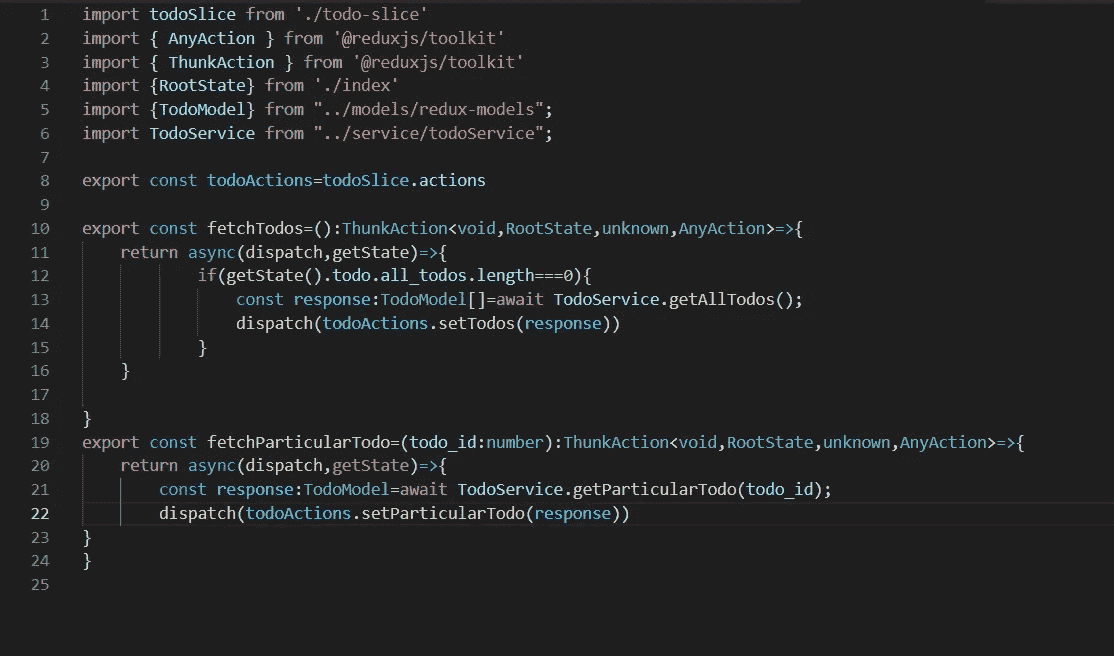 1 import todoSlice from './todo-slice'
2 import { AnyAction } from '@reduxjs/toolkit'
3 import { ThunkAction } from '@reduxjs/toolkit'
4 import {RootState} from './index'
5 import {TodoModel} from "../models/redux-models";
6 import TodoService from "../service/todoService";
7
8 export const todoActions=todoSlice.actions
9
10 export const fetchTodos=():ThunkAction<void,RootState,unknown,AnyAction>=>{
11     return async(dispatch,getState)=>{
12             if(getState().todo.all_todos.length===0){
13                 const response:TodoModel[]=await TodoService.getAllTodos();
14                 dispatch(todoActions.setTodos(response))
15             }
16     }
17
18 }
19 export const fetchParticularTodo=(todo_id:number):ThunkAction<void,RootState,unknown,AnyAction>=>{
20     return async(dispatch,getState)=>{
21         const response:TodoModel=await TodoService.getParticularTodo(todo_id);
22         dispatch(todoActions.setParticularTodo(response))
23 }
24 }
25